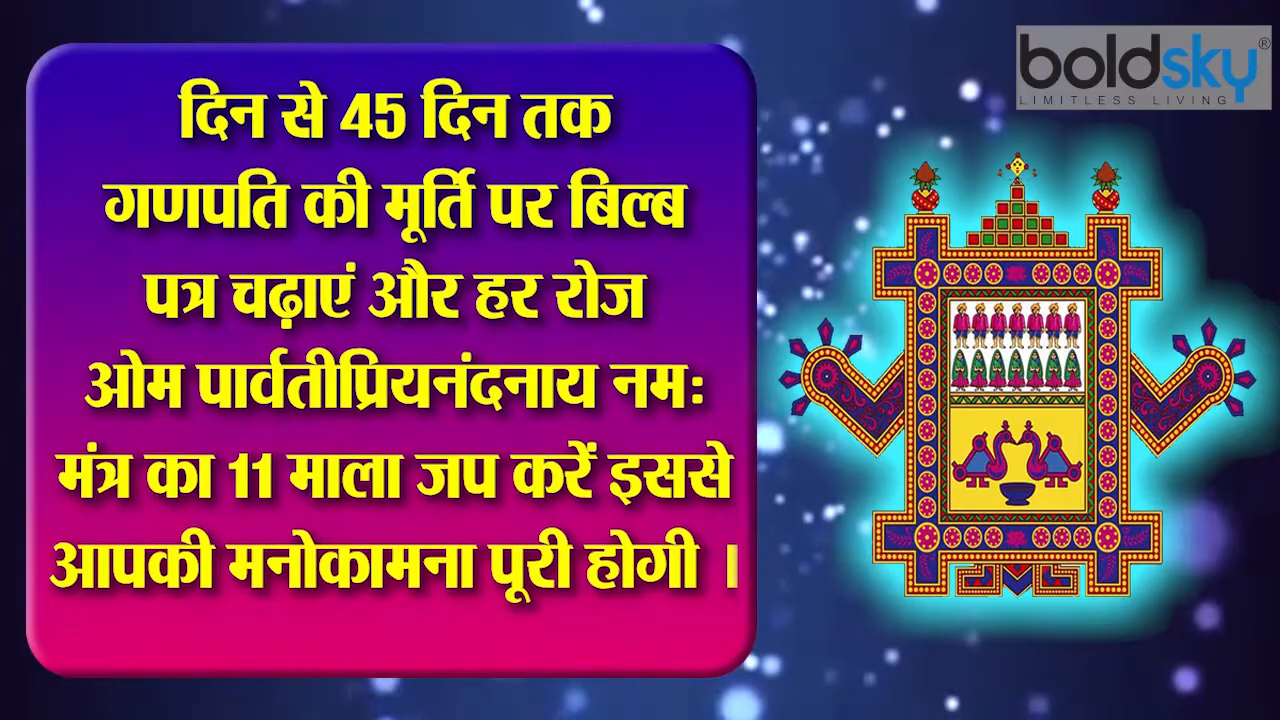 दिन से 45 दिन तक
गणपति की मूर्ति पर बिल्ब
पत्र चढ़ाएं और हर रोज
ओम पार्वतीप्रियनंदनाय नमः
मंत्र का 11 माला जप करें इससे
आपकी मनोकामना पूरी होगी ।
boldsky®
LIMITLESS LIVING